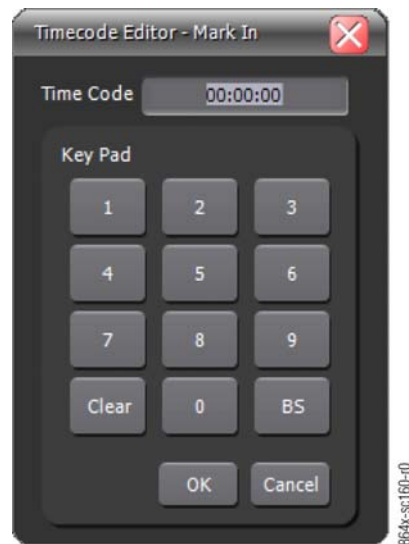 Timecode Editor - Mark In
Time Code 00:00:00
Key Pad
1 2 3
4 5 6
7 8 9
Clear 0 BS
OK Cancel
864x-sc160-r0